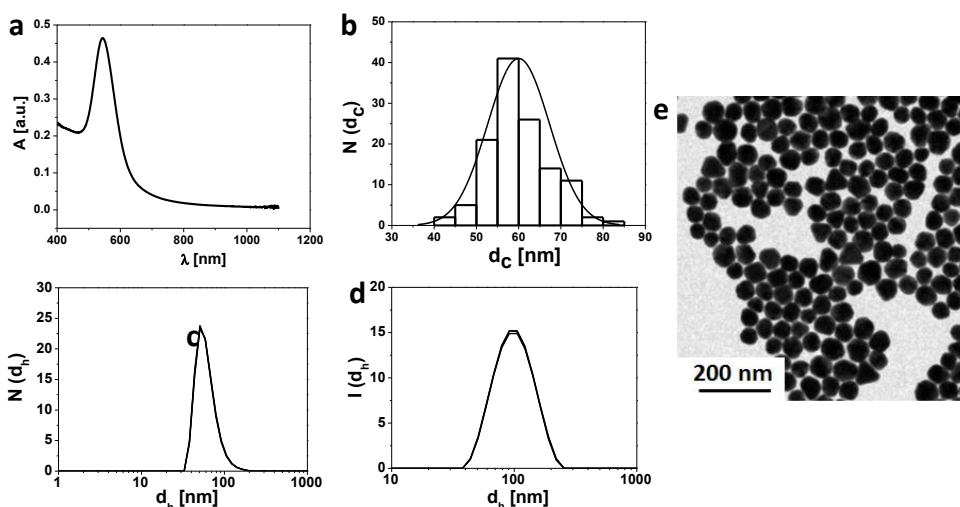 a
A [a.u.]
0.5
0.4
0.3
0.2
0.1
0.0
400 600 800 1000 1200
λ [nm]
b
N (dC)
50
40
30
20
10
0
30 40 50 60 70 80 90
dC [nm]
c
N (dh)
30
25
20
15
10
5
0
1 10 100 1000
dh [nm]
d
I (dh)
20
15
10
5
0
10 100 1000
dh [nm]
e
200 nm